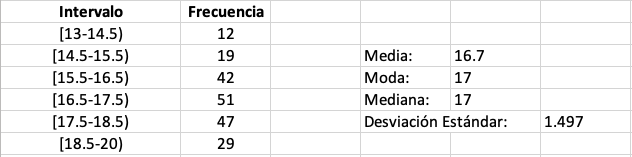 Intervalo Frecuencia
[13-14.5) 12
[14.5-15.5) 19 Media: 16.7
[15.5-16.5) 42 Moda: 17
[16.5-17.5) 51 Mediana: 17
[17.5-18.5) 47 Desviación Estándar: 1.497
[18.5-20) 29